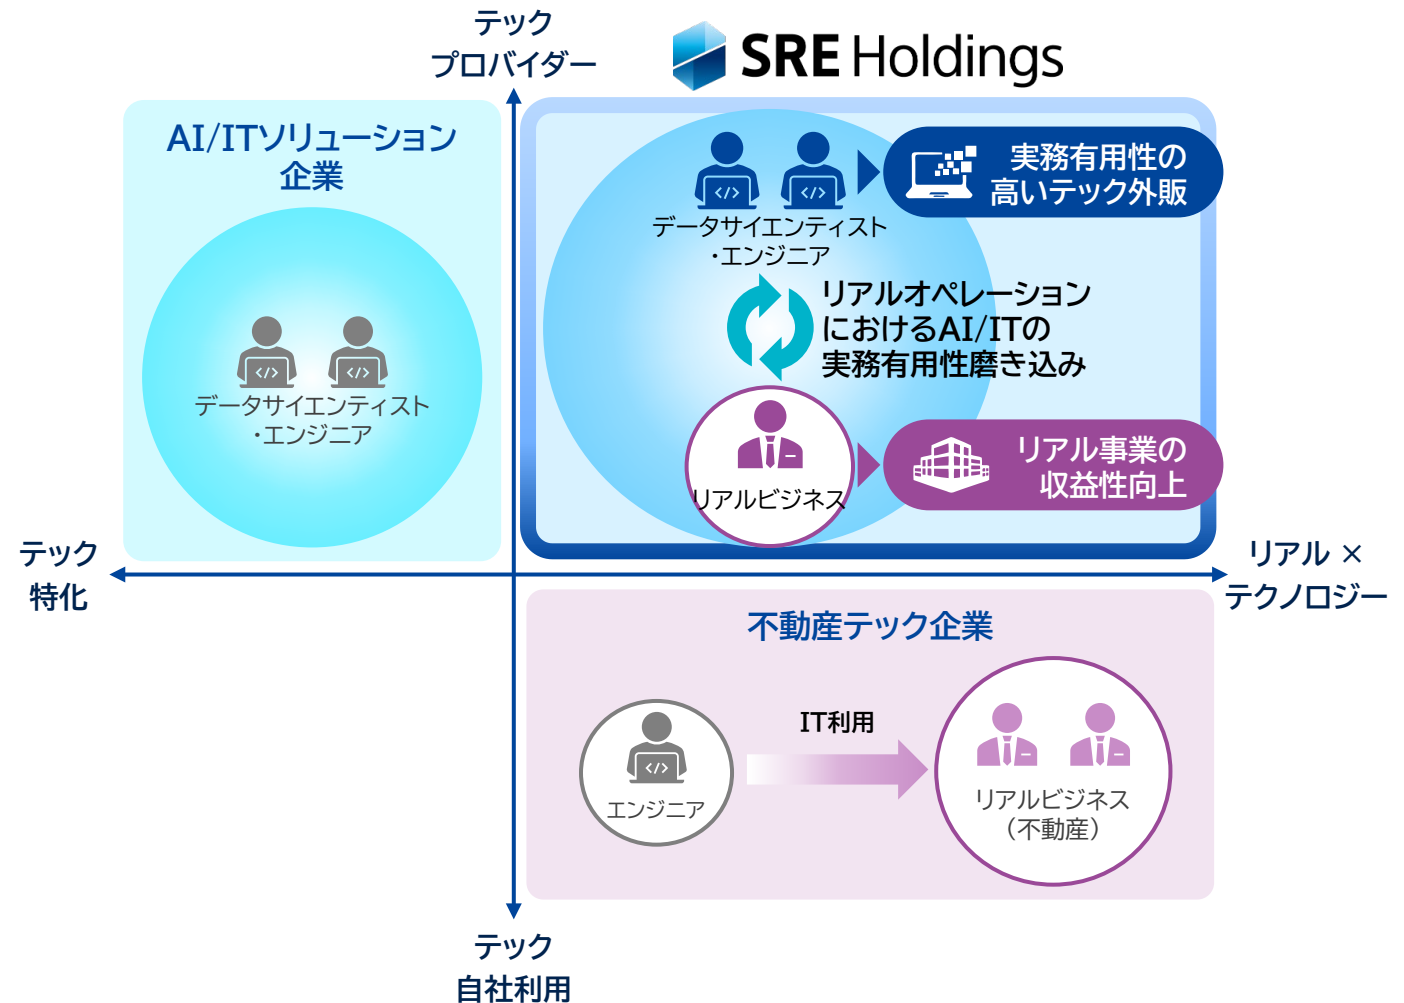 テック
プロバイダー
SRE Holdings
AI/ITソリューション
企業
データサイエンティスト
・エンジニア
データサイエンティスト
・エンジニア
実務有用性の
高いテック外販
リアルオペレーション
におけるAI/ITの
実務有用性磨き込み
リアルビジネス
リアル事業の
収益性向上
テック
特化
リアル ×
テクノロジー
不動産テック企業
エンジニア
IT利用
リアルビジネス
（不動産）
テック
自社利用